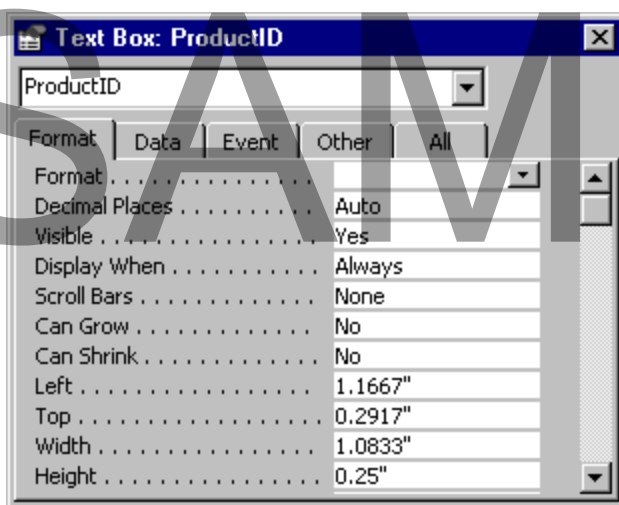 Text Box: ProductID
ProductID
Format Data Event Other All
Format . . . . . . . . . . . . . . .
Decimal Places . . . . . . . . . . Auto
Visible . . . . . . . . . . . . . . . . Yes
Display When . . . . . . . . . . . Always
Scroll Bars . . . . . . . . . . . . . None
Can Grow . . . . . . . . . . . . . No
Can Shrink . . . . . . . . . . . . . No
Left . . . . . . . . . . . . . . . . . 1.1667"
Top . . . . . . . . . . . . . . . . . . 0.2917"
Width . . . . . . . . . . . . . . . . 1.0833"
Height . . . . . . . . . . . . . . . . 0.25"
SAM